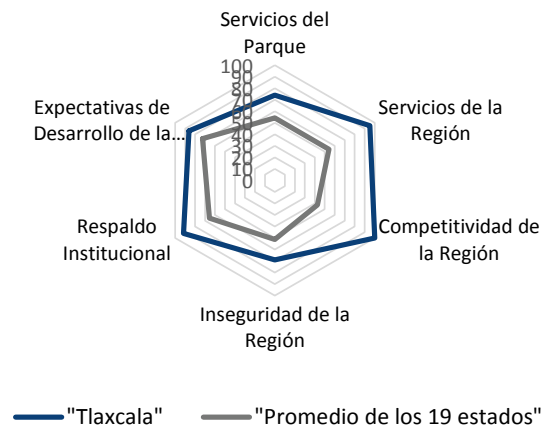 Servicios del
Parque
100
90
80
70
60
50
40
30
20
10
0
Servicios de la
Región
Competitividad de
la Región
Inseguridad de la
Región
Respaldo
Institucional
Expectativas de
Desarrollo de la...
"Tlaxcala"
"Promedio de los 19 estados"